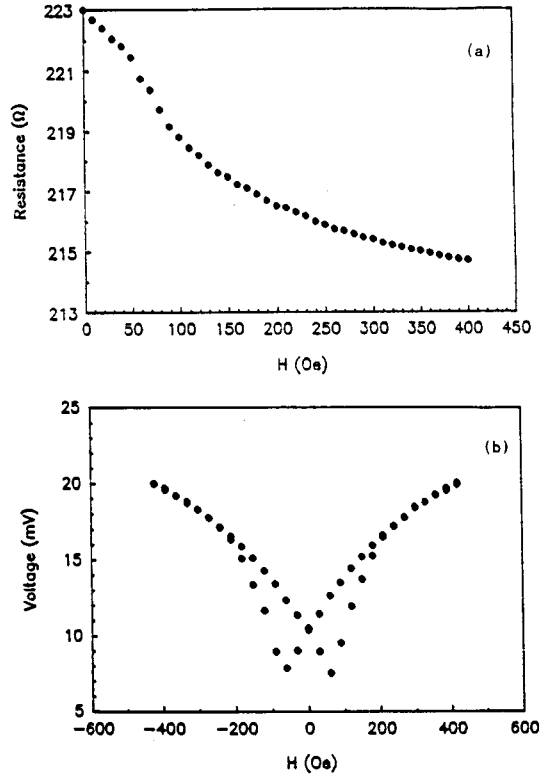 223
(a)
221
219
217
215
213
Resistance (Ω)
0 50 100 150 200 250 300 350 400 450
H (Oe)
25
(b)
20
15
10
5
Voltage (mV)
−600 −400 −200 0 200 400 600
H (Oe)